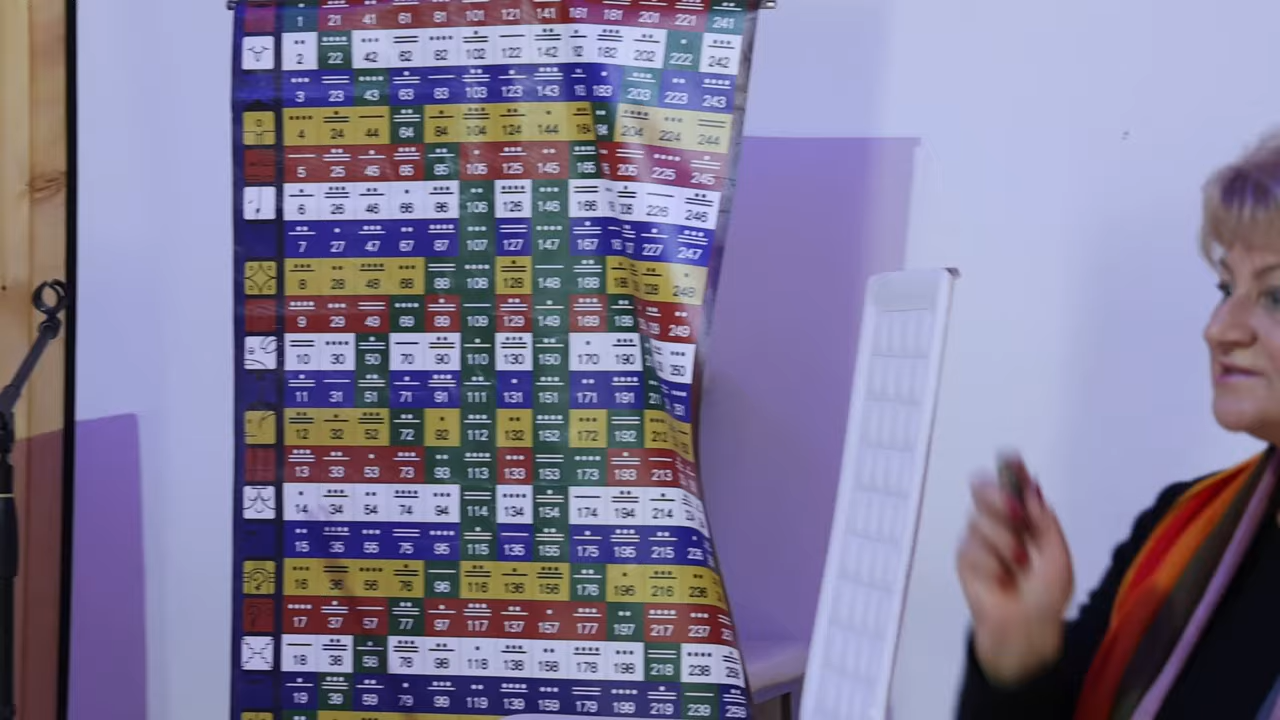 1 21 41 61 81 101 121 141 161 181 201 221 241
2 22 42 62 82 102 122 142 182 202 222 242
3 23 43 63 83 103 123 143 183 203 223 243
4 24 44 64 84 104 124 144 164 204 224 244
5 25 45 65 85 105 125 145 165 205 225 245
6 26 46 66 86 106 126 146 166 226 246
7 27 47 67 87 107 127 147 167 227 247
8 28 48 68 88 108 128 148 168 248
9 29 49 69 89 109 129 149 169 189 249
10 30 50 70 90 110 130 150 170 190 250
11 31 51 71 91 111 131 151 171 191
12 32 52 72 92 112 132 152 172 192 212
13 33 53 73 93 113 133 153 173 193 213
14 34 54 74 94 114 134 154 174 194 214
15 35 55 75 95 115 135 155 175 195 215
16 36 56 76 96 116 136 156 176 196 216 236
17 37 57 77 97 117 137 157 177 197 217 237
18 38 58 78 98 118 138 158 178 198 218 238
19 39 59 79 99 119 139 159 179 199 219 239 259